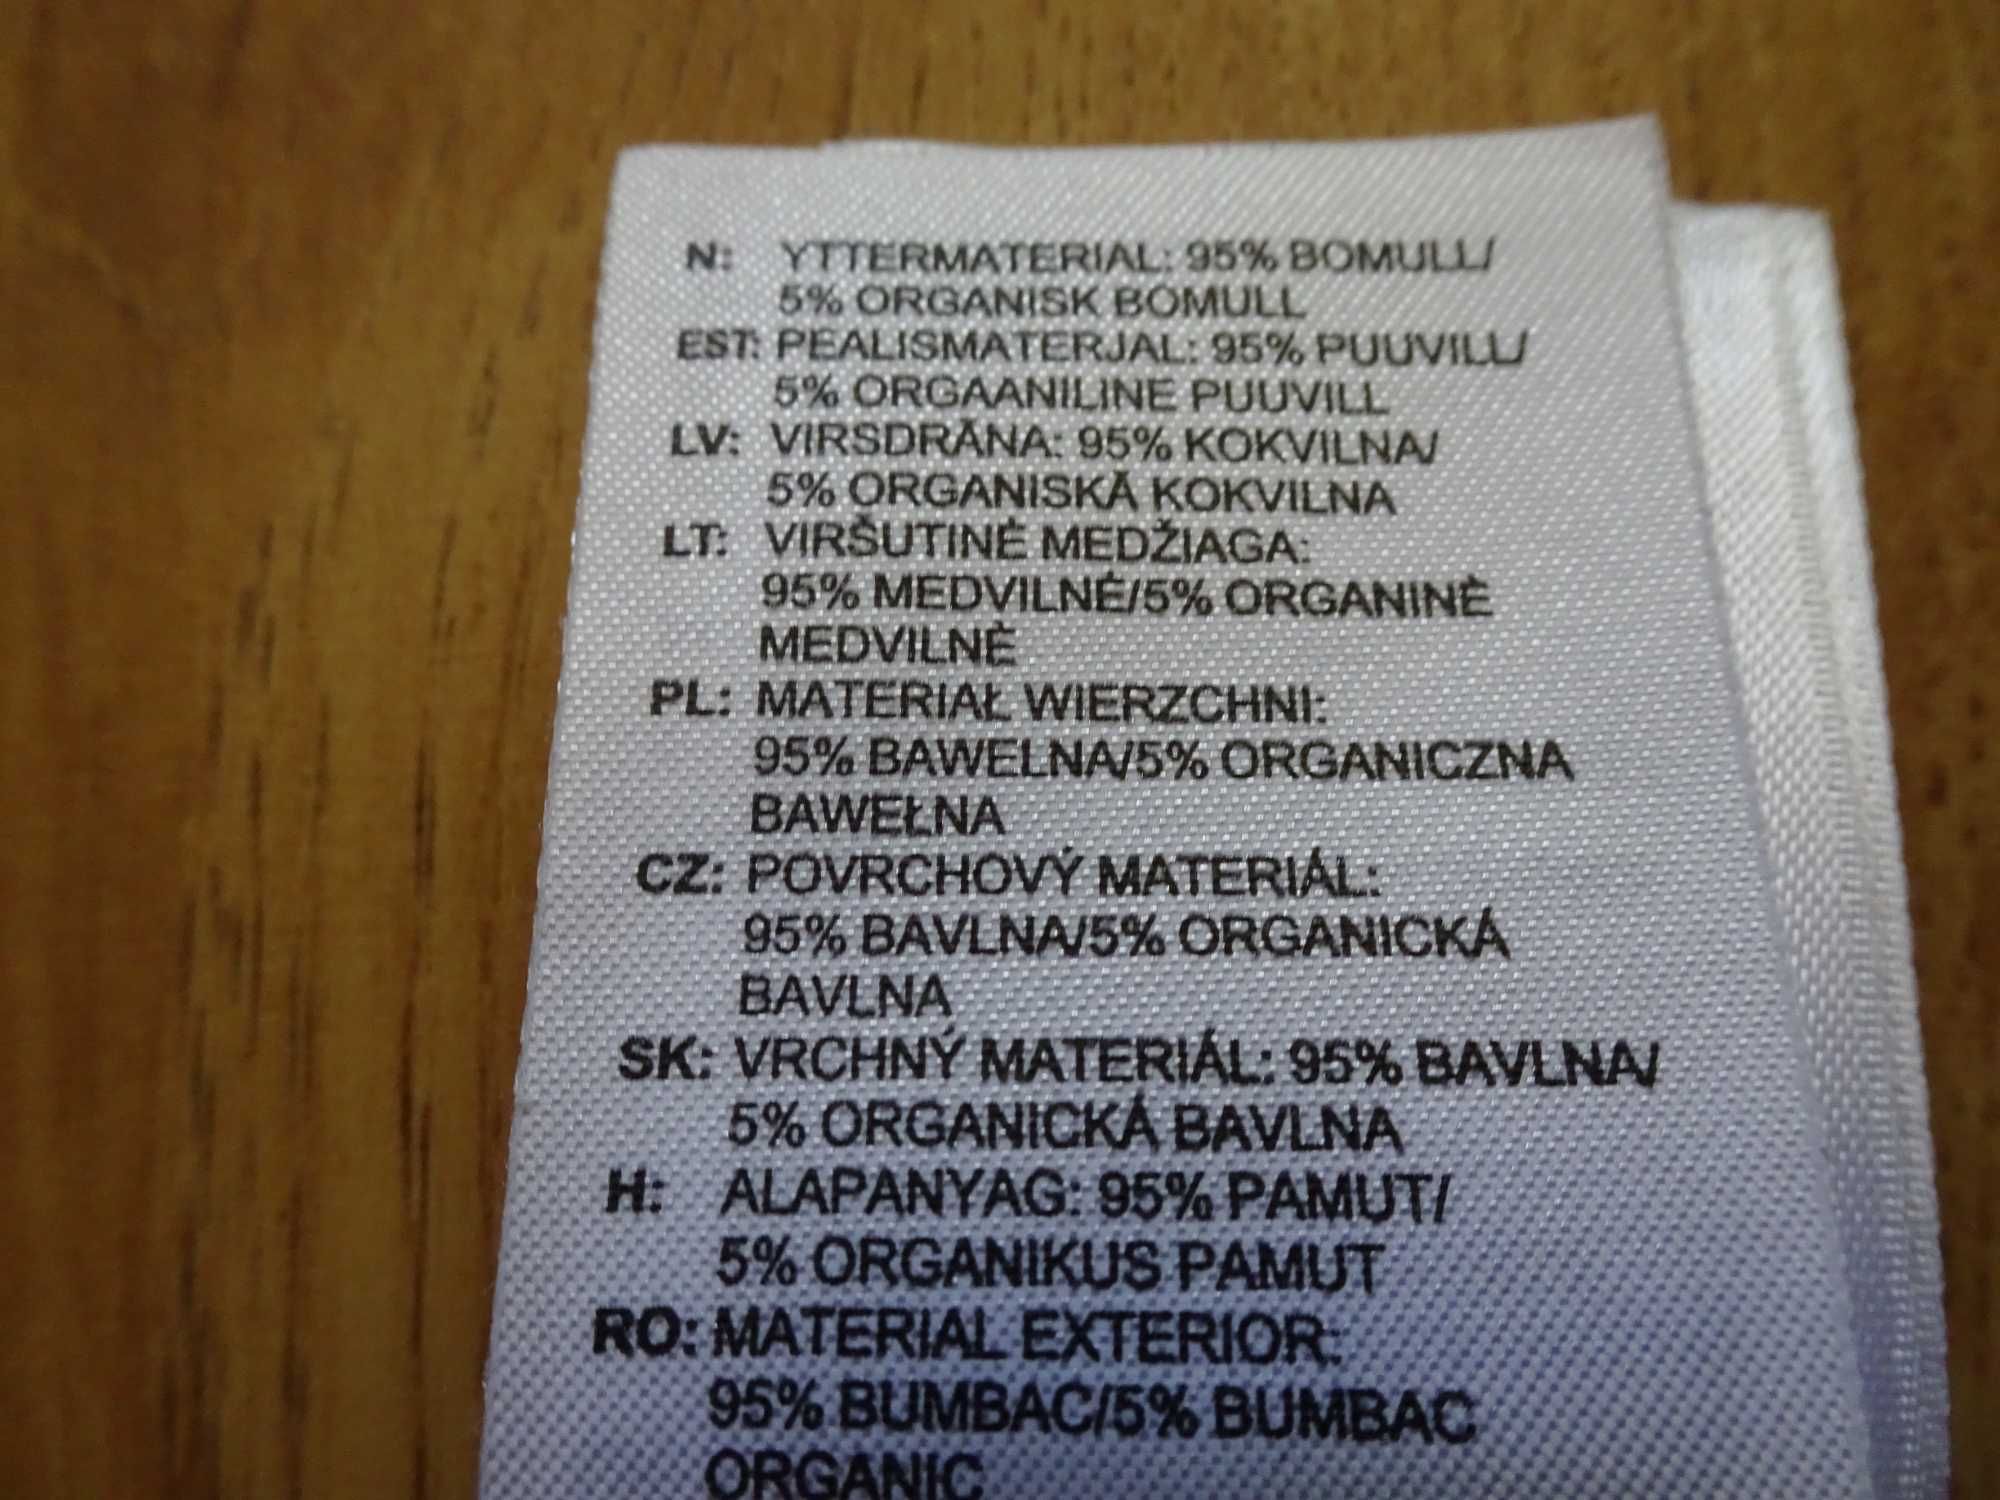 N: YTTERMATERIAL: 95% BOMULL/
5% ORGANISK BOMULL
EST: PEALISMATERJAL: 95% PUUVILL/
5% ORGAANILINE PUUVILL
LV: VIRSDRĀNA: 95% KOKVILNA/
5% ORGANISKĀ KOKVILNA
LT: VIRŠUTINĖ MEDŽIAGA:
95% MEDVILNĖ/5% ORGANINĖ
MEDVILNĖ
PL: MATERIAŁ WIERZCHNI:
95% BAWELNA/5% ORGANICZNA
BAWEŁNA
CZ: POVRCHOVÝ MATERIÁL:
95% BAVLNA/5% ORGANICKÁ
BAVLNA
SK: VRCHNÝ MATERIÁL: 95% BAVLNA/
5% ORGANICKÁ BAVLNA
H: ALAPANYAG: 95% PAMUT/
5% ORGANIKUS PAMUT
RO: MATERIAL EXTERIOR:
95% BUMBAC/5% BUMBAC
ORGANIC